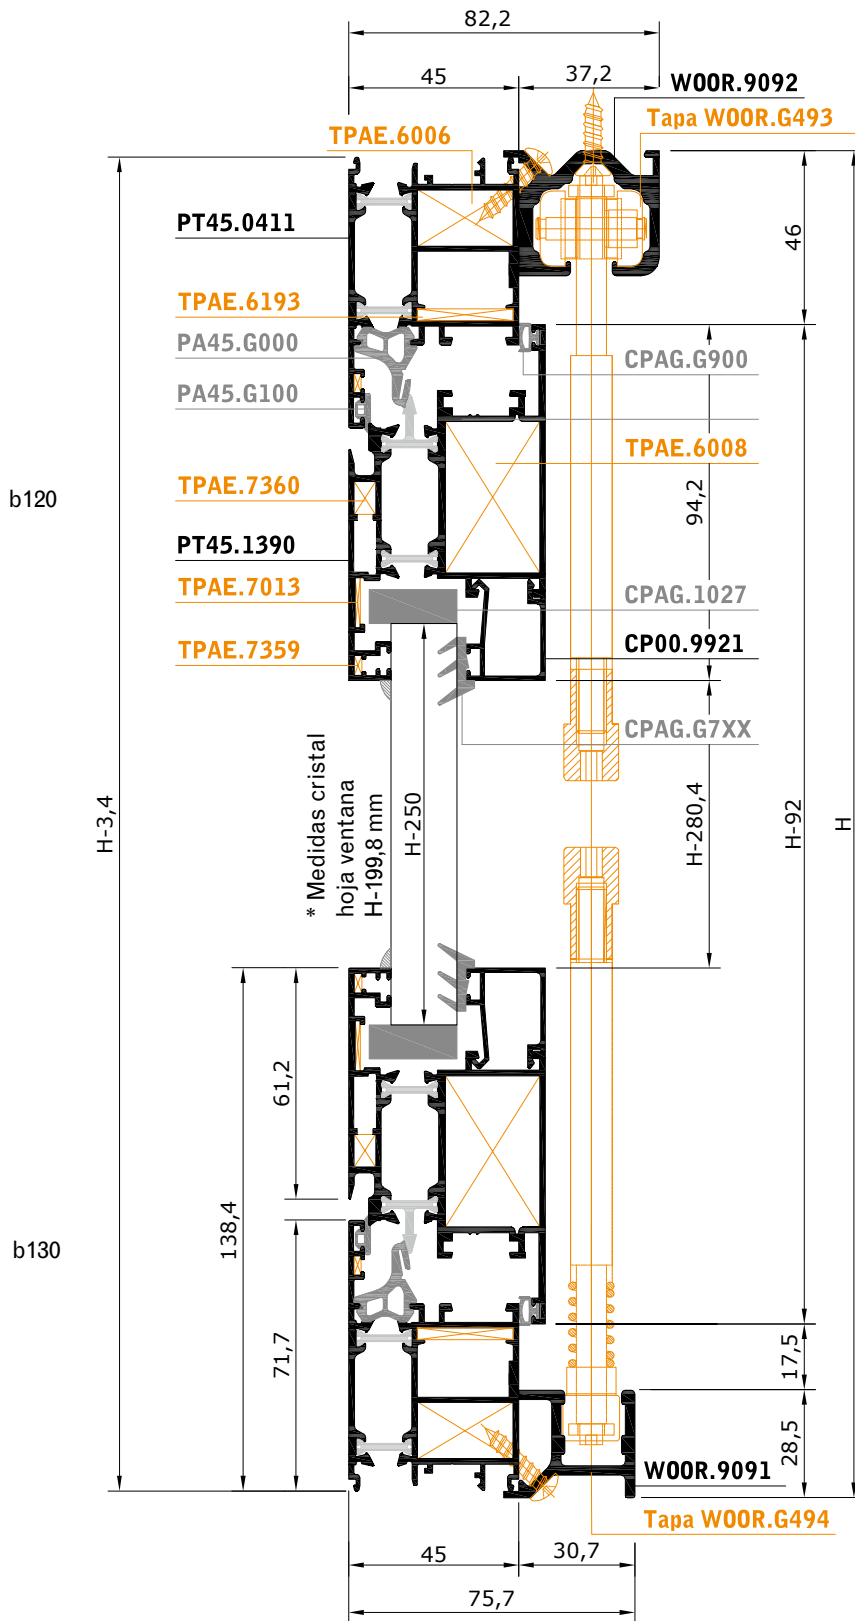 82,2
45
37,2
W00R.9092
Tapa W00R.G493
TPAE.6006
PT45.0411
46
TPAE.6193
PA45.G000
CPAG.G900
PA45.G100
TPAE.6008
b120
TPAE.7360
94,2
PT45.1390
TPAE.7013
CPAG.1027
TPAE.7359
CP00.9921
CPAG.G7XX
* Medidas cristal
hoja ventana
H-199,8 mm
H-3,4
H-250
H-280,4
H-92
H
61,2
138,4
b130
71,7
17,5
28,5
W00R.9091
Tapa W00R.G494
45
30,7
75,7